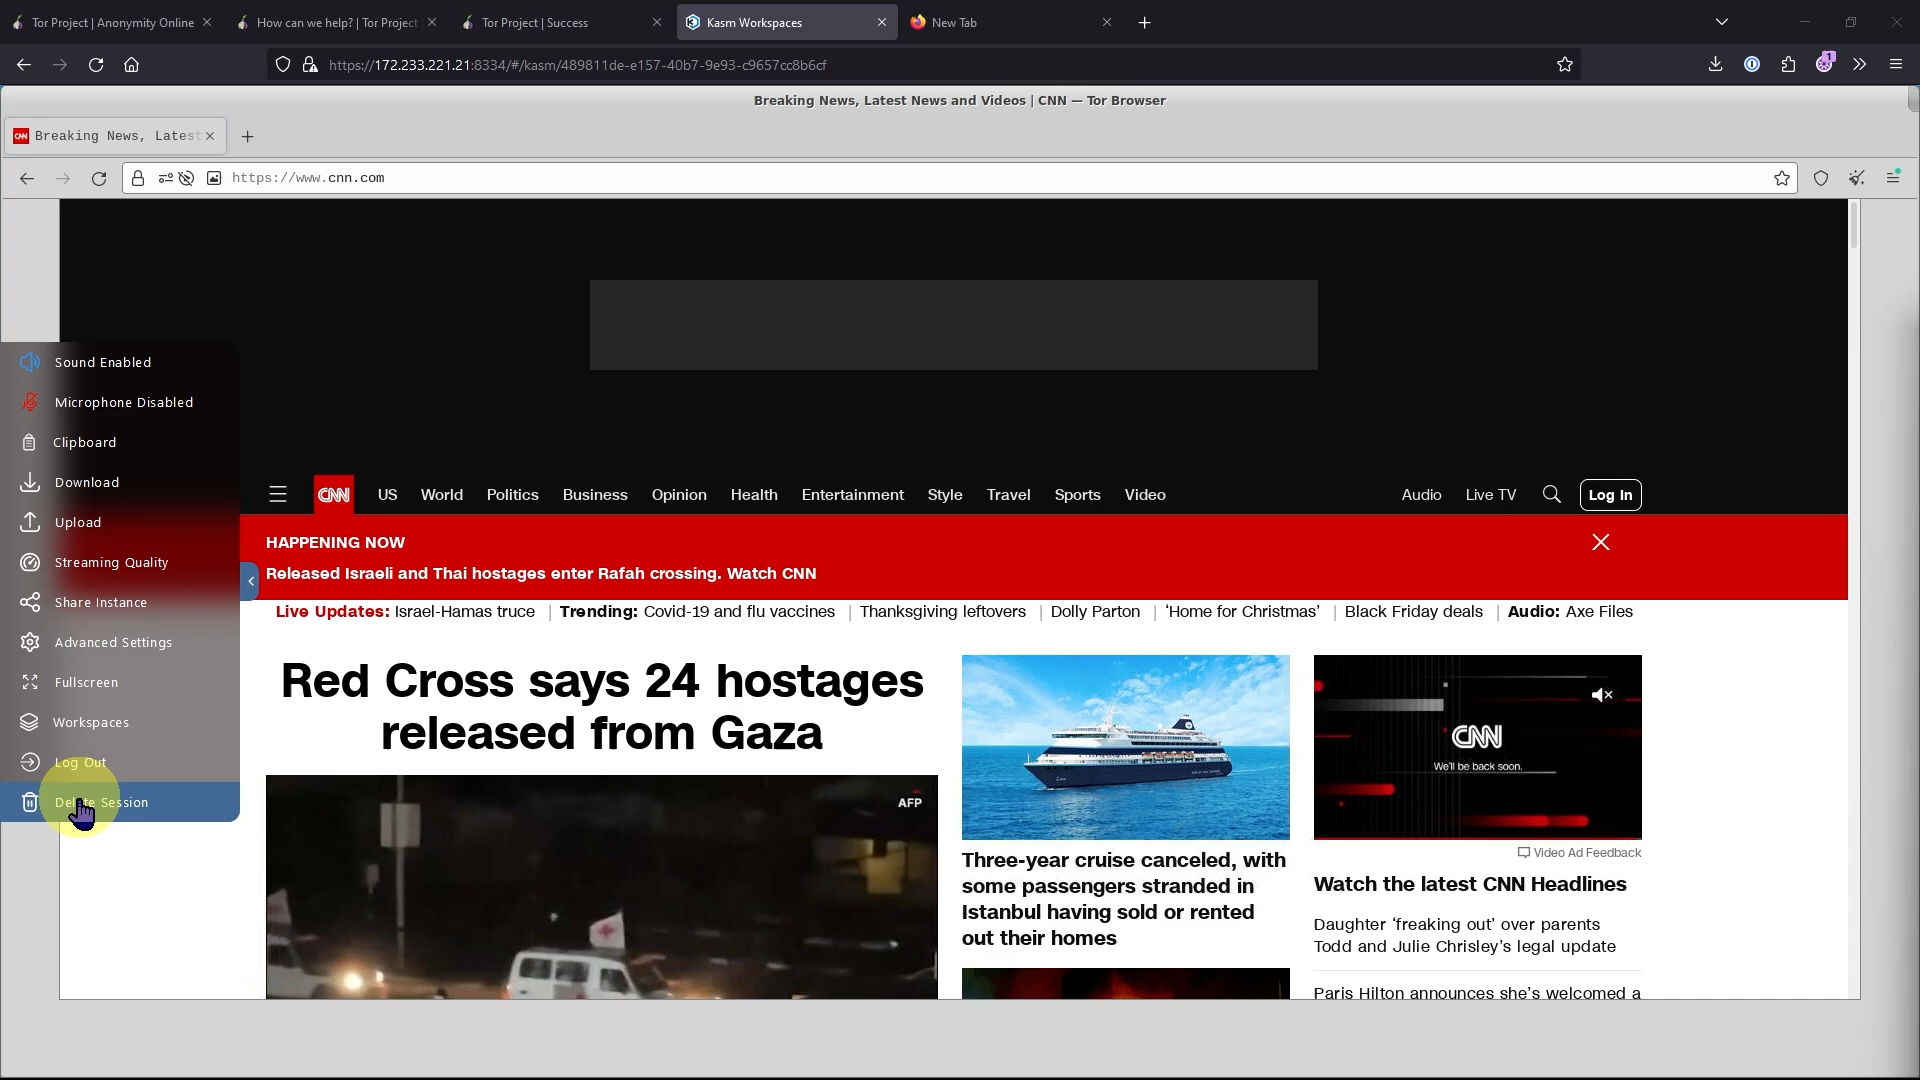 Tor Project | Anonymity Online
How can we help? | Tor Project
Tor Project | Success
Kasm Workspaces
New Tab
https://172.233.221.21:8334/#/kasm/489811de-e157-40b7-9e93-c9657cc8b6cf
1
Breaking News, Latest News and Videos | CNN — Tor Browser
CNN
Breaking News, Latest
https://www.cnn.com
Sound Enabled
Microphone Disabled
Clipboard
Download
Upload
Streaming Quality
Share Instance
Advanced Settings
Fullscreen
Workspaces
Log Out
Delete Session
CNN
US
World
Politics
Business
Opinion
Health
Entertainment
Style
Travel
Sports
Video
Audio
Live TV
Log In
HAPPENING NOW
Released Israeli and Thai hostages enter Rafah crossing. Watch CNN
Live Updates: Israel-Hamas truce | Trending: Covid-19 and flu vaccines | Thanksgiving leftovers | Dolly Parton | ‘Home for Christmas’ | Black Friday deals | Audio: Axe Files
Red Cross says 24 hostages
released from Gaza
AFP
Three-year cruise canceled, with
some passengers stranded in
Istanbul having sold or rented
out their homes
CNN
We'll be back soon.
Video Ad Feedback
Watch the latest CNN Headlines
Daughter ‘freaking out’ over parents
Todd and Julie Chrisley’s legal update
Paris Hilton announces she’s welcomed a